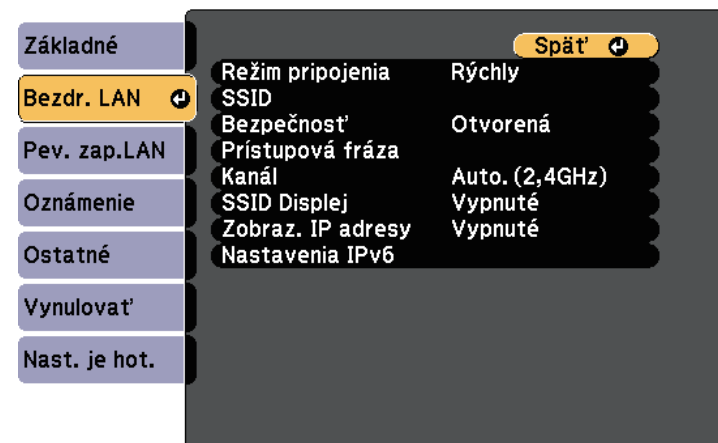 Základné
Bezdr. LAN
Pev. zap.LAN
Oznámenie
Ostatné
Vynulovať
Nast. je hot.
Späť
Režim pripojenia Rýchly
SSID
Bezpečnosť Otvorená
Prístupová fráza
Kanál Auto. (2,4GHz)
SSID Displej Vypnuté
Zobraz. IP adresy Vypnuté
Nastavenia IPv6